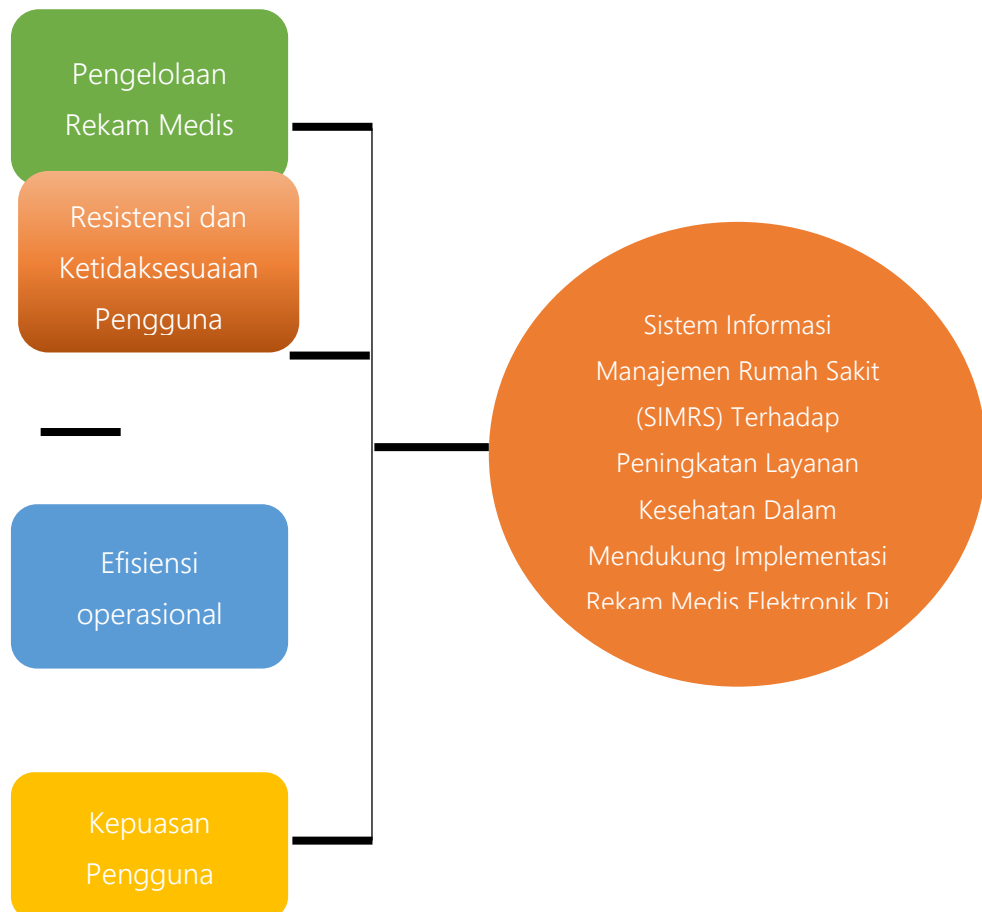 Pengelolaan
Rekam Medis
Resistensi dan
Ketidaksesuaian
Pengguna
Efisiensi
operasional
Kepuasan
Pengguna
Sistem Informasi
Manajemen Rumah Sakit
(SIMRS) Terhadap
Peningkatan Layanan
Kesehatan Dalam
Mendukung Implementasi
Rekam Medis Elektronik Di